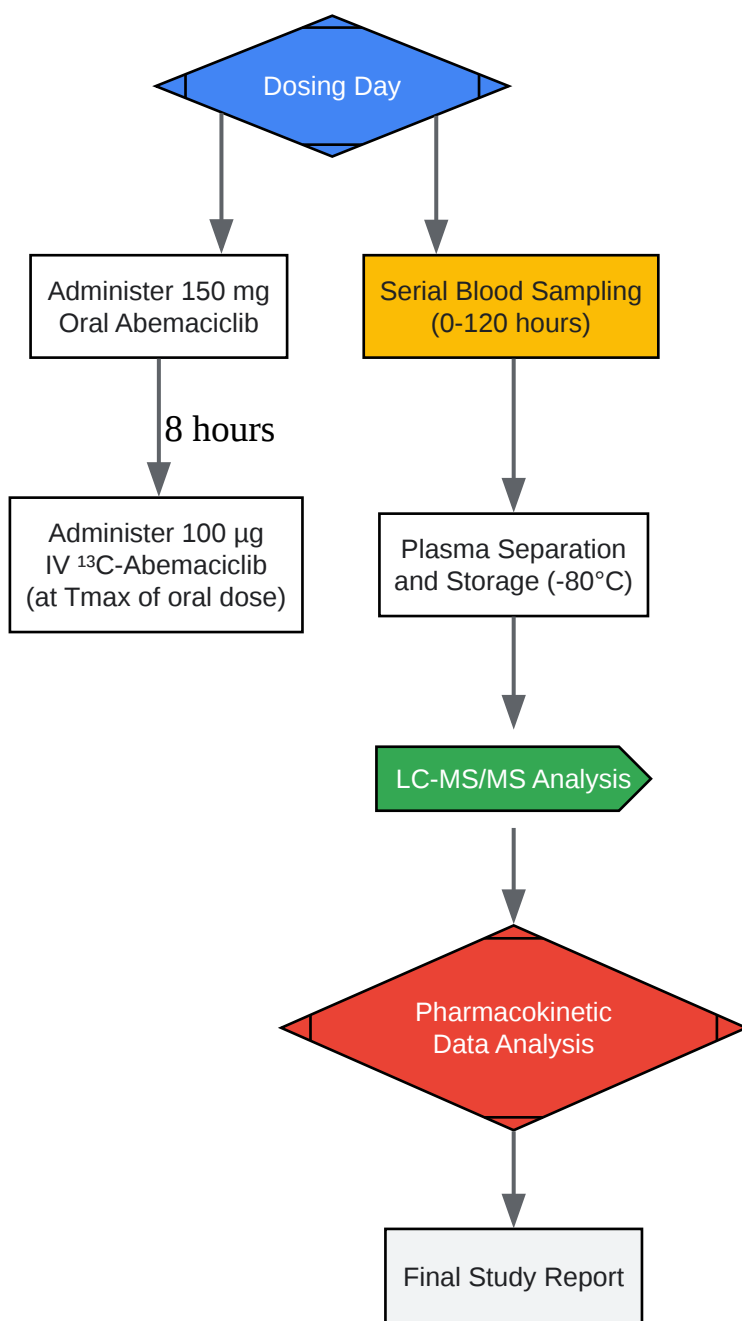 Dosing Day
Administer 150 mg
Oral Abemaciclib
Serial Blood Sampling
(0-120 hours)
8 hours
Administer 100 µg
IV ¹³C-Abemaciclib
(at Tmax of oral dose)
Plasma Separation
and Storage (-80°C)
LC-MS/MS Analysis
Pharmacokinetic
Data Analysis
Final Study Report